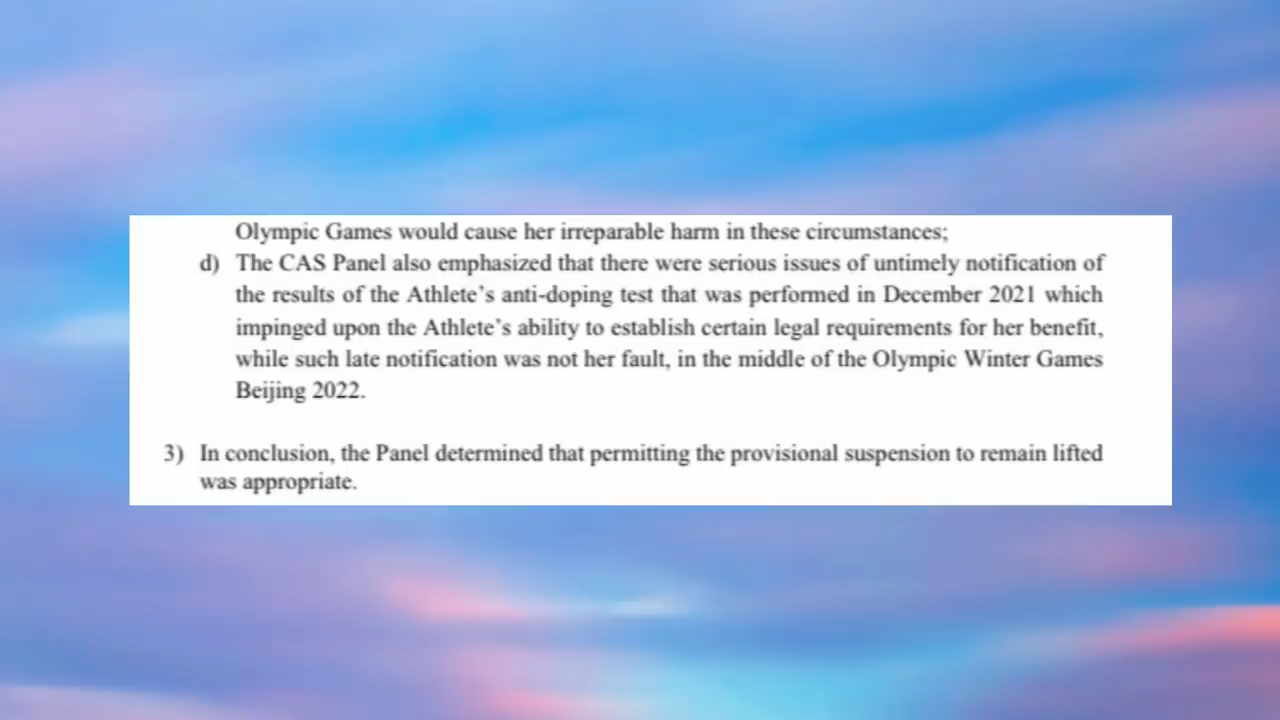 Olympic Games would cause her irreparable harm in these circumstances;
d) The CAS Panel also emphasized that there were serious issues of untimely notification of
the results of the Athlete's anti-doping test that was performed in December 2021 which
impinged upon the Athlete's ability to establish certain legal requirements for her benefit,
while such late notification was not her fault, in the middle of the Olympic Winter Games
Beijing 2022.
3) In conclusion, the Panel determined that permitting the provisional suspension to remain lifted
was appropriate.